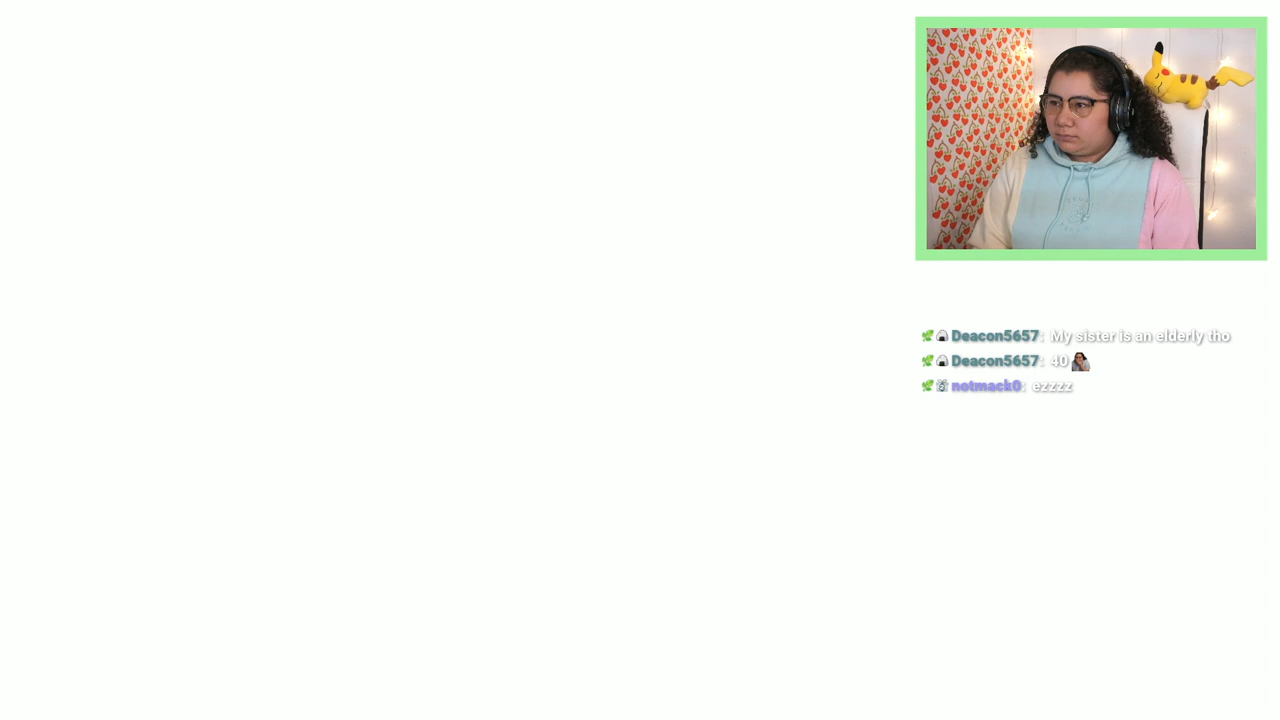 Deacon5657: My sister is an elderly tho
Deacon5657: 40
notmack0: ezzzz